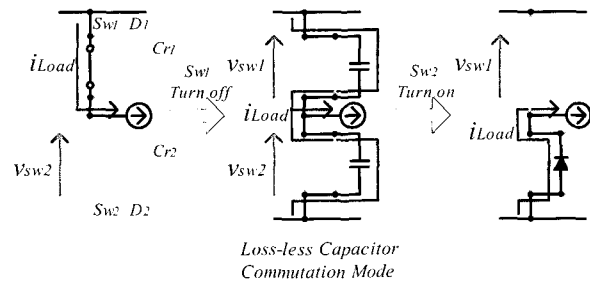 Sw1 D1
Cr1
iLoad
Cr2
vsw2
Sw2 D2
Sw1
Turn off
vsw1
iLoad
vsw2
Sw2
Turn on
vsw1
iLoad
Loss-less Capacitor
Commutation Mode